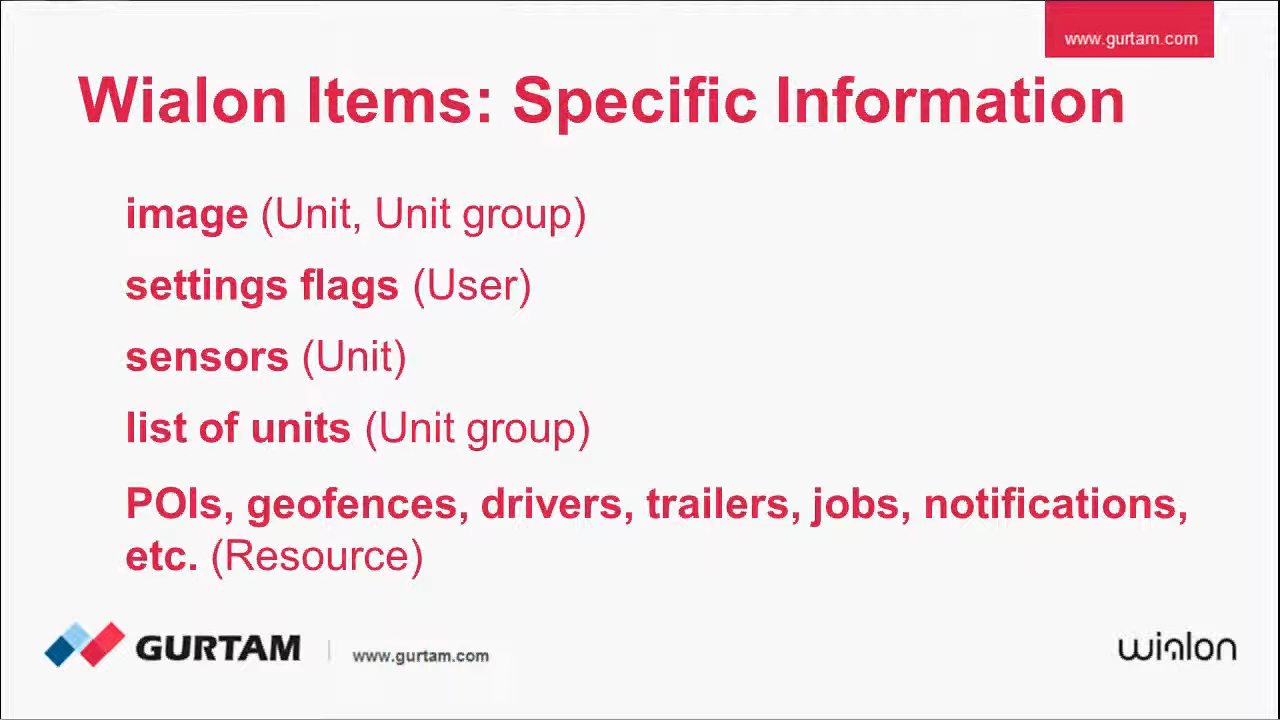 www.gurtam.com
Wialon Items: Specific Information
image (Unit, Unit group)
settings flags (User)
sensors (Unit)
list of units (Unit group)
POIs, geofences, drivers, trailers, jobs, notifications,
etc. (Resource)
GURTAM | www.gurtam.com
wialon